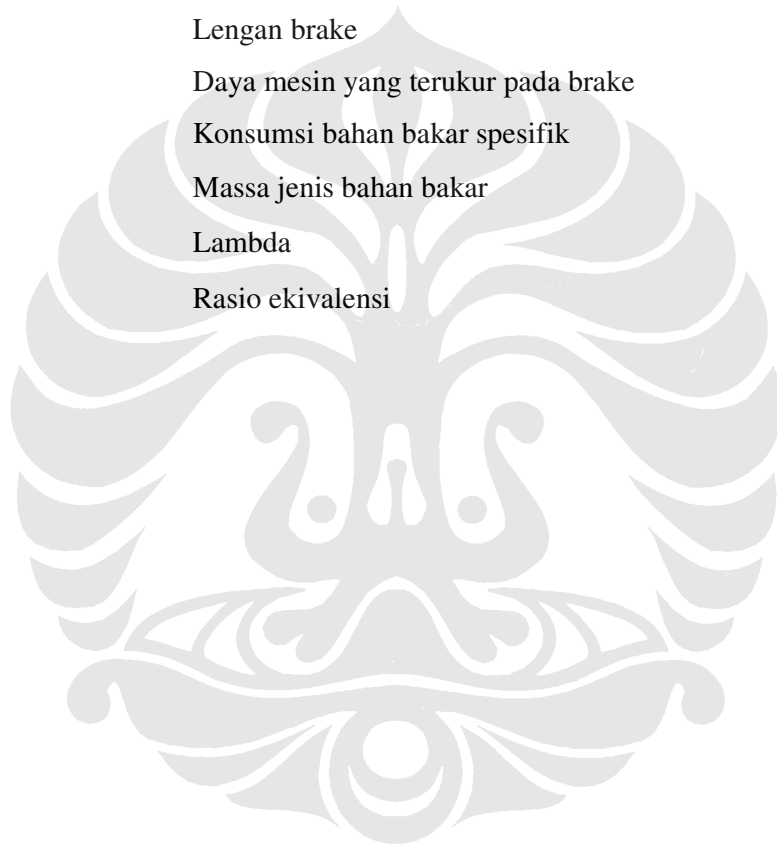 Lengan brake
Daya mesin yang terukur pada brake
Konsumsi bahan bakar spesifik
Massa jenis bahan bakar
Lambda
Rasio ekivalensi